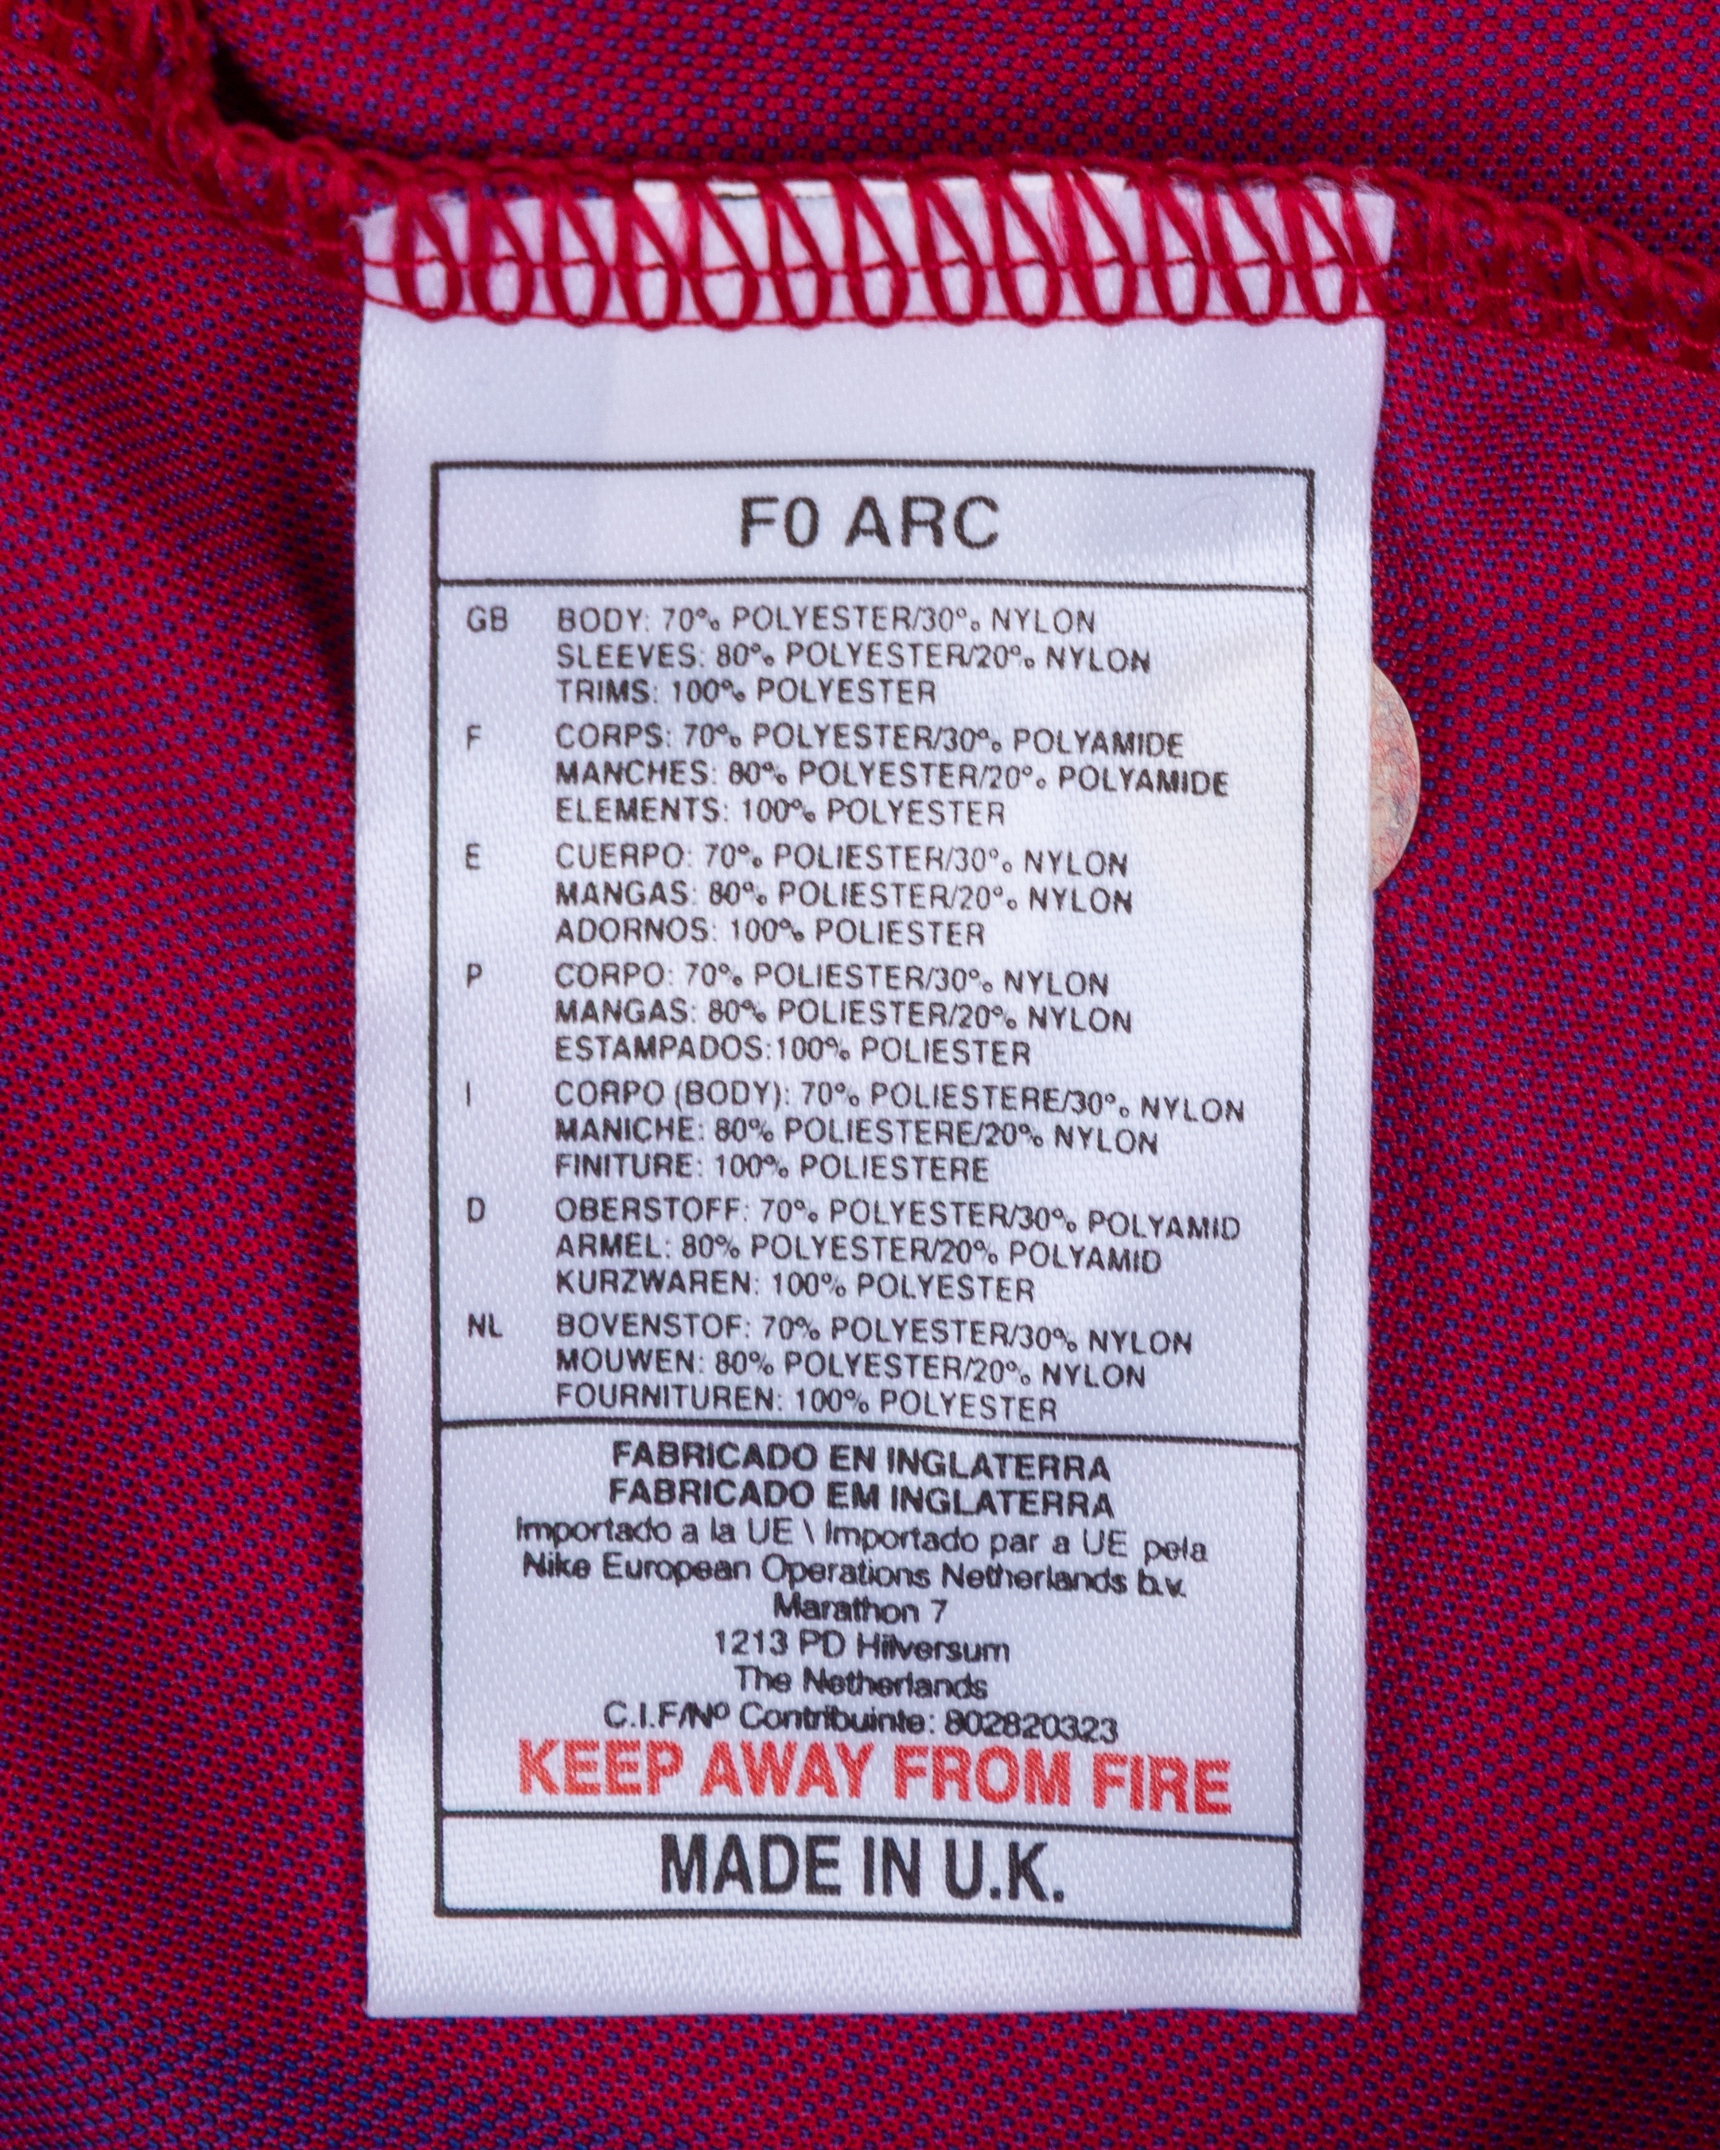 F0 ARC
GB BODY: 70% POLYESTER/30% NYLON
SLEEVES: 80% POLYESTER/20% NYLON
TRIMS: 100% POLYESTER
F CORPS: 70% POLYESTER/30% POLYAMIDE
MANCHES: 80% POLYESTER/20% POLYAMIDE
ELEMENTS: 100% POLYESTER
E CUERPO: 70% POLIESTER/30% NYLON
MANGAS: 80% POLIESTER/20% NYLON
ADORNOS: 100% POLIESTER
P CORPO: 70% POLIESTER/30% NYLON
MANGAS: 80% POLIESTER/20% NYLON
ESTAMPADOS:100% POLIESTER
I CORPO (BODY): 70% POLIESTERE/30% NYLON
MANICHE: 80% POLIESTERE/20% NYLON
FINITURE: 100% POLIESTERE
D OBERSTOFF: 70% POLYESTER/30% POLYAMID
ARMEL: 80% POLYESTER/20% POLYAMID
KURZWAREN: 100% POLYESTER
NL BOVENSTOF: 70% POLYESTER/30% NYLON
MOUWEN: 80% POLYESTER/20% NYLON
FOURNITUREN: 100% POLYESTER
FABRICADO EN INGLATERRA
FABRICADO EM INGLATERRA
Importado a la UE \ Importado par a UE pela
Nike European Operations Netherlands b.v.
Marathon 7
1213 PD Hilversum
The Netherlands
C.I.F/Nº Contribuinte: 802820323
KEEP AWAY FROM FIRE
MADE IN U.K.